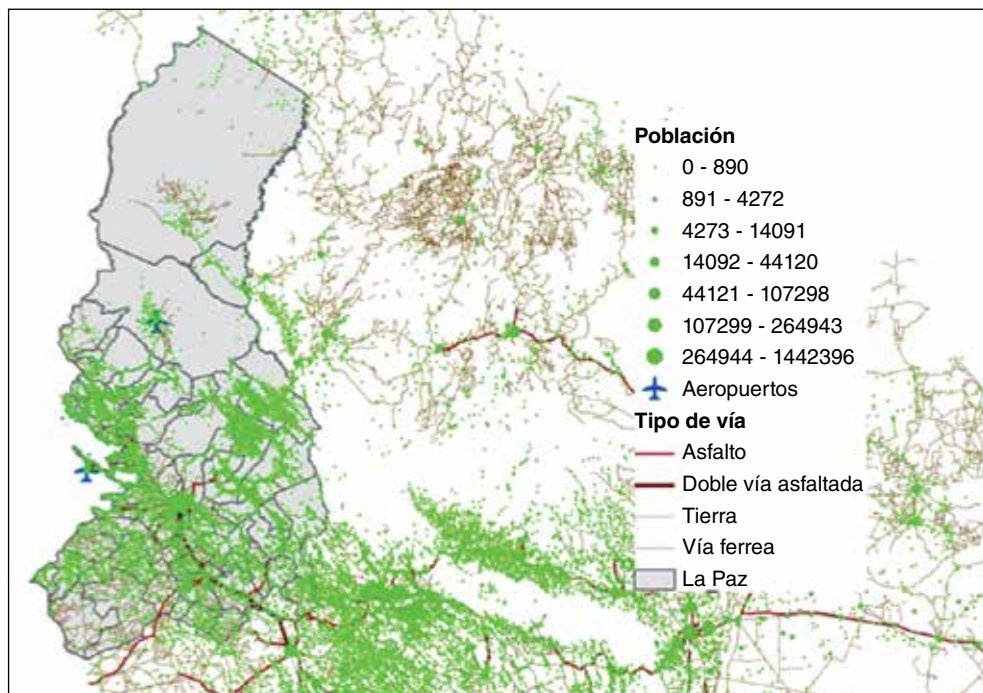 Población
0 - 890
891 - 4272
4273 - 14091
14092 - 44120
44121 - 107298
107299 - 264943
264944 - 1442396
Aeropuertos
Tipo de vía
Asfalto
Doble vía asfaltada
Tierra
Vía ferrea
La Paz